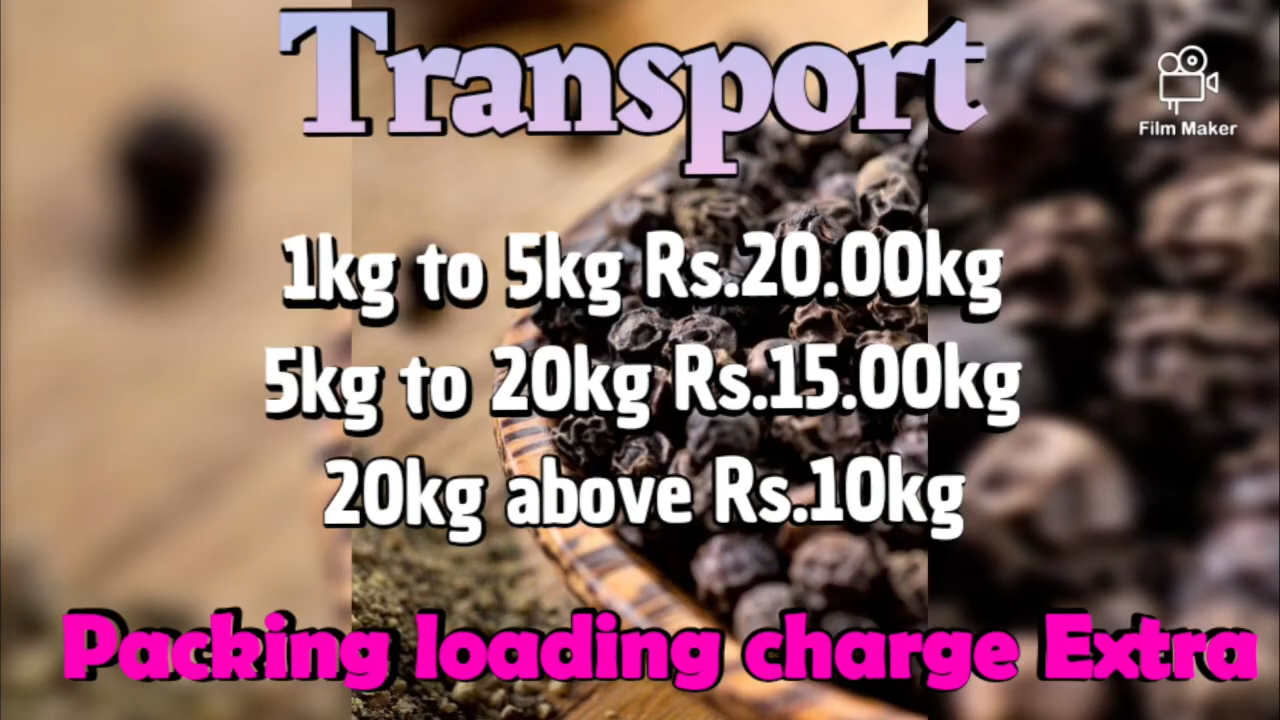 Transport
Film Maker
1kg to 5kg Rs.20.00kg
5kg to 20kg Rs.15.00kg
20kg above Rs.10kg
Packing loading charge Extra